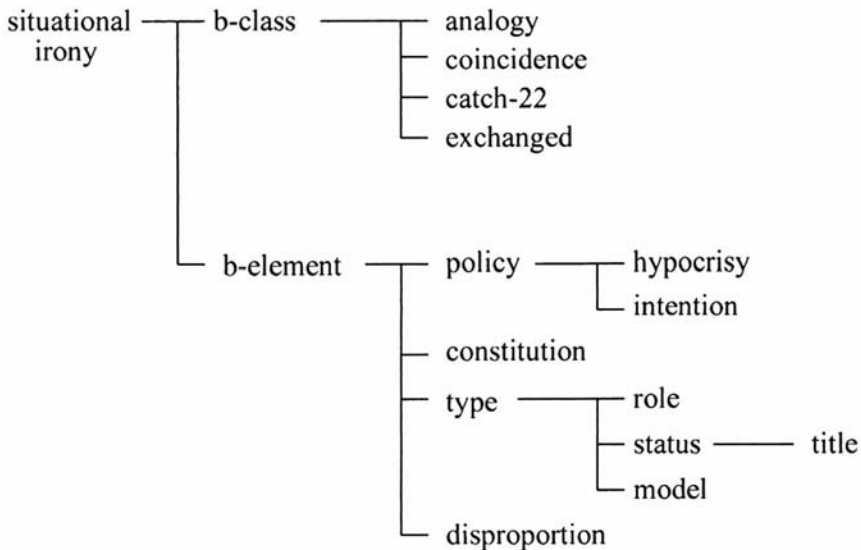 situational b-class analogy
irony
coincidence
catch-22
exchanged
b-element policy hypocrisy
intention
constitution
type role
status title
model
disproportion